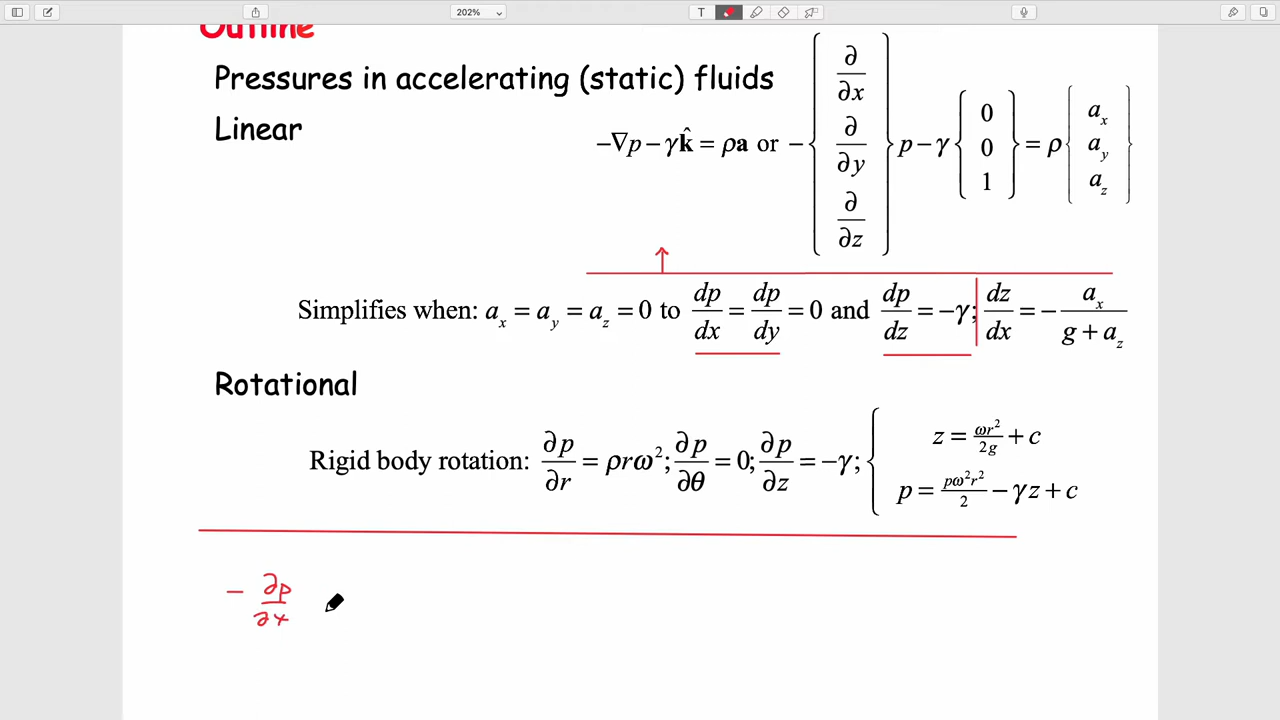 202%
T
Outline
Pressures in accelerating (static) fluids
Linear
−∇p − γk̂ = ρa or − { ∂/∂x ∂/∂y ∂/∂z } p − γ { 0 0 1 } = ρ { a_x a_y a_z }
Simplifies when: a_x = a_y = a_z = 0 to dp/dx = dp/dy = 0 and dp/dz = −γ; dz/dx = − a_x/(g + a_z)
Rotational
Rigid body rotation: ∂p/∂r = ρrω²; ∂p/∂θ = 0; ∂p/∂z = −γ; { z = ωr²/2g + c
p = pω²r²/2 − γz + c
− ∂p/∂x